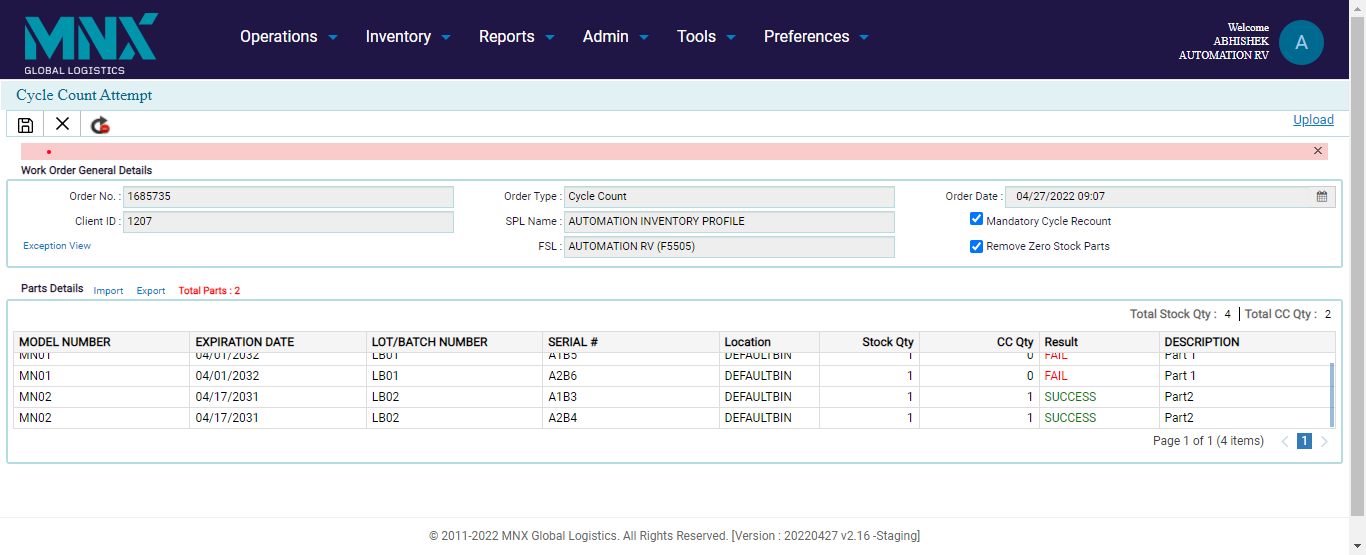 MNX
GLOBAL LOGISTICS
Operations Inventory Reports Admin Tools Preferences
Welcome
ABHISHEK
AUTOMATION RV
A
Cycle Count Attempt
Upload
Work Order General Details
Order No. : 1685735 Order Type : Cycle Count Order Date : 04/27/2022 09:07
Client ID : 1207 SPL Name : AUTOMATION INVENTORY PROFILE Mandatory Cycle Recount
Exception View FSL : AUTOMATION RV (F5505) Remove Zero Stock Parts
Parts Details Import Export Total Parts : 2
Total Stock Qty : 4 Total CC Qty : 2
MODEL NUMBER EXPIRATION DATE LOT/BATCH NUMBER SERIAL # Location Stock Qty CC Qty Result DESCRIPTION
MN01 04/01/2032 LB01 A1B5 DEFAULTBIN 1 0 FAIL Part 1
MN01 04/01/2032 LB01 A2B6 DEFAULTBIN 1 0 FAIL Part 1
MN02 04/17/2031 LB02 A1B3 DEFAULTBIN 1 1 SUCCESS Part2
MN02 04/17/2031 LB02 A2B4 DEFAULTBIN 1 1 SUCCESS Part2
Page 1 of 1 (4 items) 1
© 2011-2022 MNX Global Logistics. All Rights Reserved. [Version : 20220427 v2.16 -Staging]